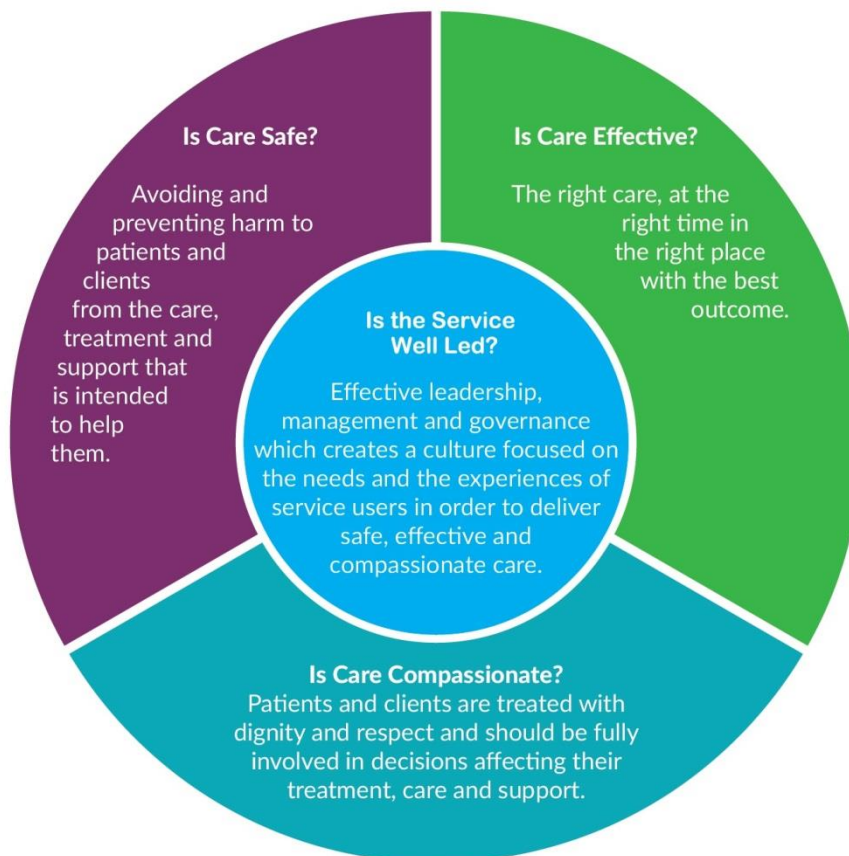 Is Care Safe?
Avoiding and
preventing harm to
patients and
clients
from the care,
treatment and
support that
is intended
to help
them.
Is Care Effective?
The right care, at the
right time in
the right place
with the best
outcome.
Is the Service
Well Led?
Effective leadership,
management and governance
which creates a culture focused on
the needs and the experiences of
service users in order to deliver
safe, effective and
compassionate care.
Is Care Compassionate?
Patients and clients are treated with
dignity and respect and should be fully
involved in decisions affecting their
treatment, care and support.